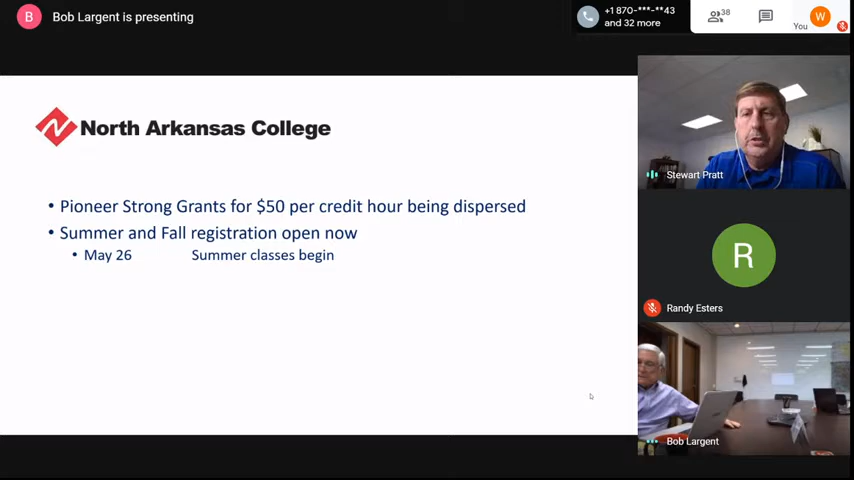 B
Bob Largent is presenting
+1 870-***-**43
and 32 more
38
You
W
North Arkansas College
• Pioneer Strong Grants for $50 per credit hour being dispersed
• Summer and Fall registration open now
• May 26 Summer classes begin
Stewart Pratt
R
Randy Esters
Bob Largent